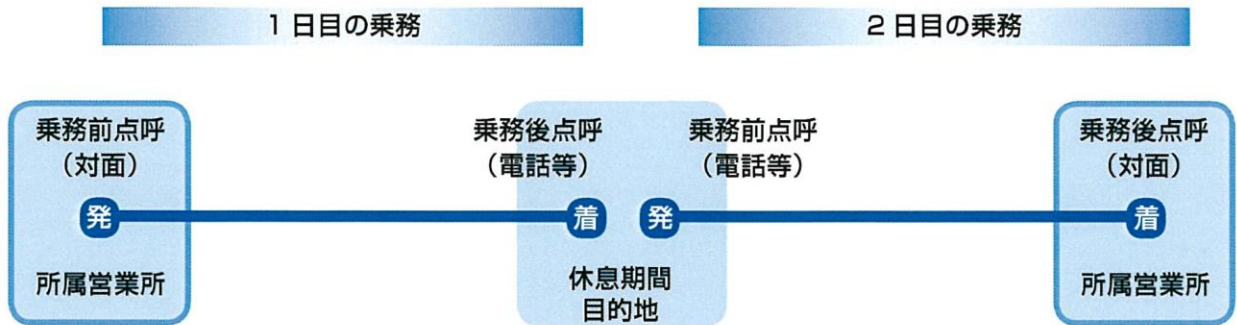 1日目の乗務
2日目の乗務
乗務前点呼
（対面）
発
所属営業所
乗務後点呼
（電話等）
着
乗務前点呼
（電話等）
発
休息期間
目的地
乗務後点呼
（対面）
着
所属営業所